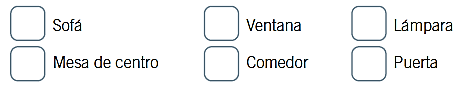 Sofá Ventana Lámpara
Mesa de centro Comedor Puerta